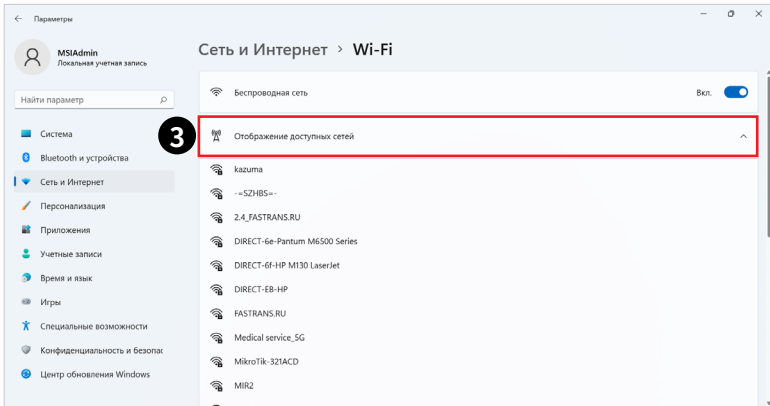 Параметры
MSIAdmin
Локальная учетная запись
Найти параметр
Система
Bluetooth и устройства
Сеть и Интернет
Персонализация
Приложения
Учетные записи
Время и язык
Игры
Специальные возможности
Конфиденциальность и безопас
Центр обновления Windows
Сеть и Интернет > Wi-Fi
Беспроводная сеть Вкл.
3 Отображение доступных сетей
kazuma
-=SZHBS=-
2.4_FASTRANS.RU
DIRECT-6e-Pantum M6500 Series
DIRECT-6f-HP M130 LaserJet
DIRECT-EB-HP
FASTRANS.RU
Medical service_5G
MikroTik-321ACD
MIR2